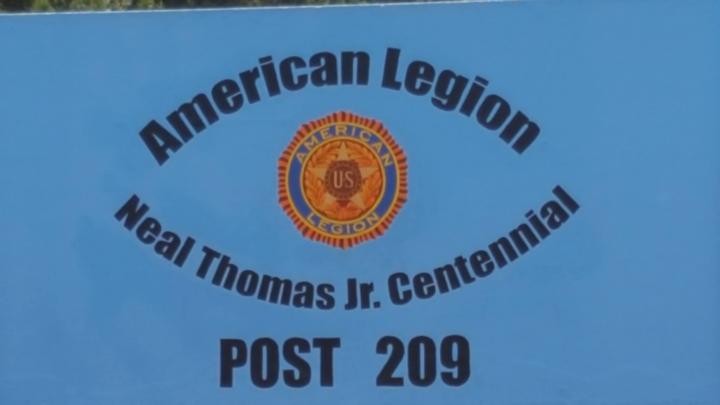 American Legion
AMERICAN
US
LEGION
Neal Thomas Jr. Centennial
POST 209